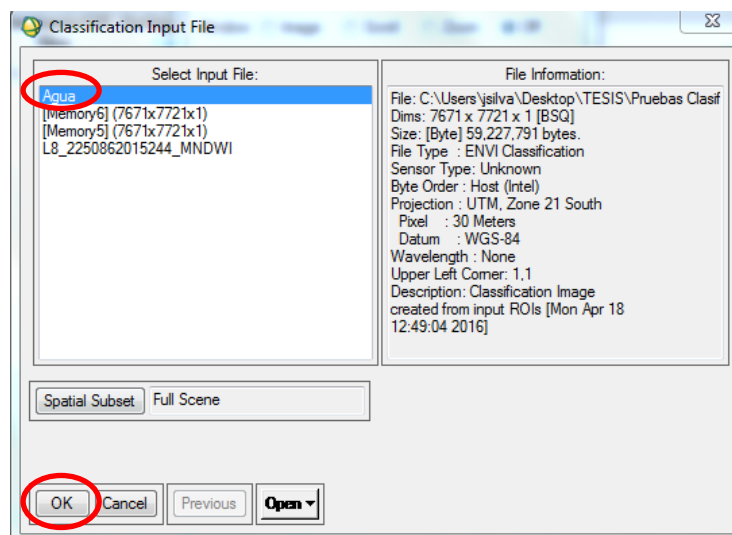 Classification Input File
Select Input File:
Agua
[Memory6] (7671x7721x1)
[Memory5] (7671x7721x1)
L8_2250862015244_MNDWI
File Information:
File: C:\Users\jsilva\Desktop\TESIS\Pruebas Clasif
Dims: 7671 x 7721 x 1 [BSQ]
Size: [Byte] 59,227,791 bytes.
File Type : ENVI Classification
Sensor Type: Unknown
Byte Order : Host (Intel)
Projection : UTM, Zone 21 South
Pixel : 30 Meters
Datum : WGS-84
Wavelength : None
Upper Left Corner: 1,1
Description: Classification Image
created from input ROIs [Mon Apr 18
12:49:04 2016]
Spatial Subset Full Scene
OK Cancel Previous Open